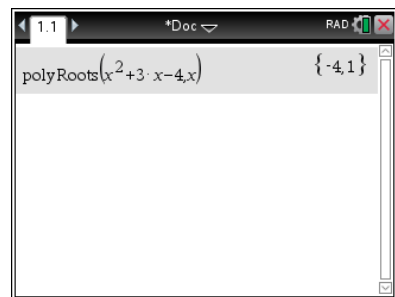 1.1 *Doc RAD
polyRoots(x²+3·x−4,x) {-4,1}